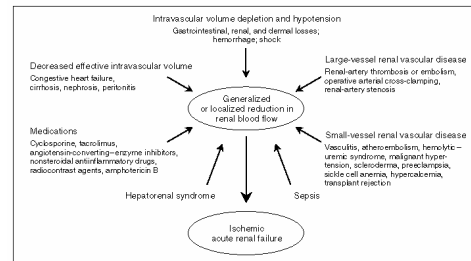 Intravascular volume depletion and hypotension
Gastrointestinal, renal, and dermal losses;
hemorrhage; shock
Decreased effective intravascular volume
Congestive heart failure,
cirrhosis, nephrosis, peritonitis
Large-vessel renal vascular disease
Renal-artery thrombosis or embolism,
operative arterial cross-clamping,
renal-artery stenosis
Generalized
or localized reduction in
renal blood flow
Medications
Cyclosporine, tacrolimus,
angiotensin-converting–enzyme inhibitors,
nonsteroidal antiinflammatory drugs,
radiocontrast agents, amphotericin B
Small-vessel renal vascular disease
Vasculitis, atheroembolism, hemolytic–
uremic syndrome, malignant hyper-
tension, scleroderma, preeclampsia,
sickle cell anemia, hypercalcemia,
transplant rejection
Hepatorenal syndrome
Sepsis
Ischemic
acute renal failure